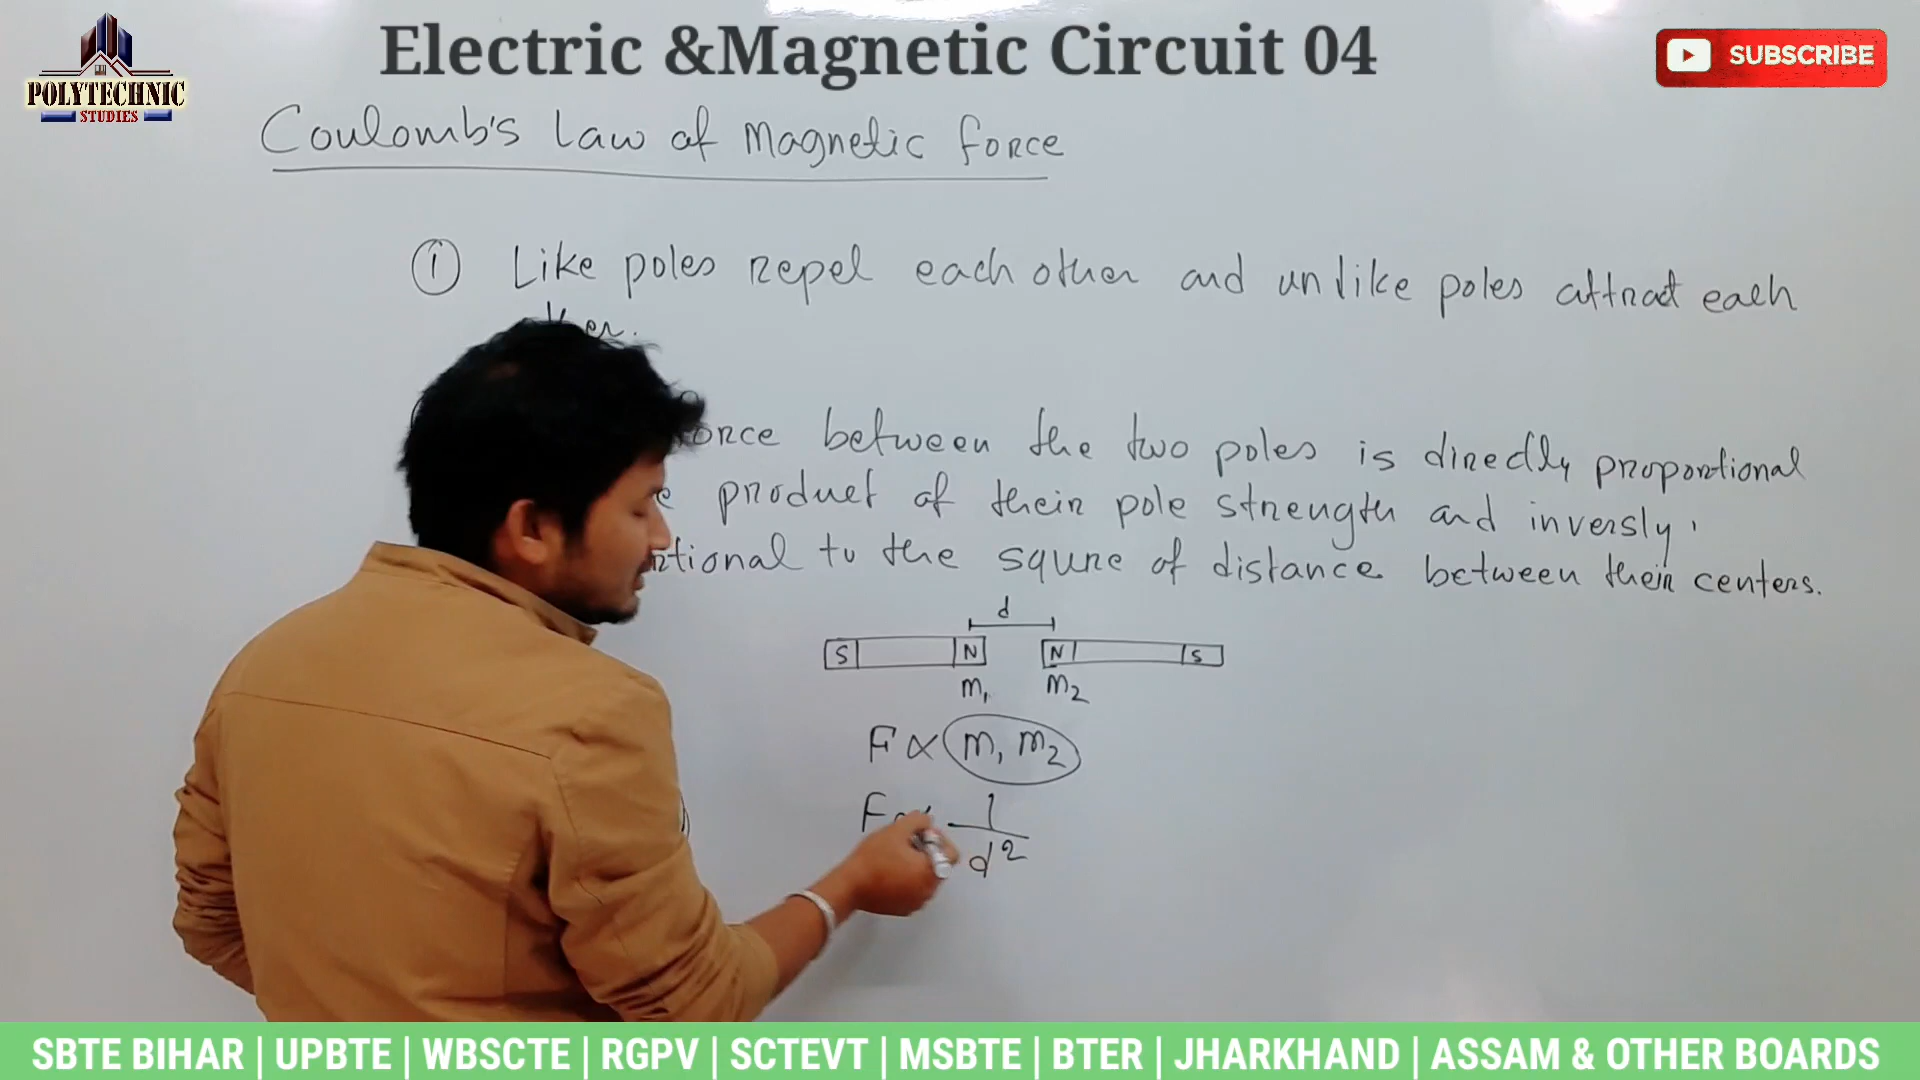 Electric &Magnetic Circuit 04
SUBSCRIBE
POLYTECHNIC
STUDIES
Coulomb's Law of Magnetic force
① Like poles repel each other and unlike poles attract each
between the two poles is directly proportional
product of their pole strength and inversly
to the squre of distance between their centers.
d
S N N S
m₁ m₂
F ∝ m₁ m₂
F ∝ 1/d²
SBTE BIHAR | UPBTE | WBSCTE | RGPV | SCTEVT | MSBTE | BTER | JHARKHAND | ASSAM & OTHER BOARDS